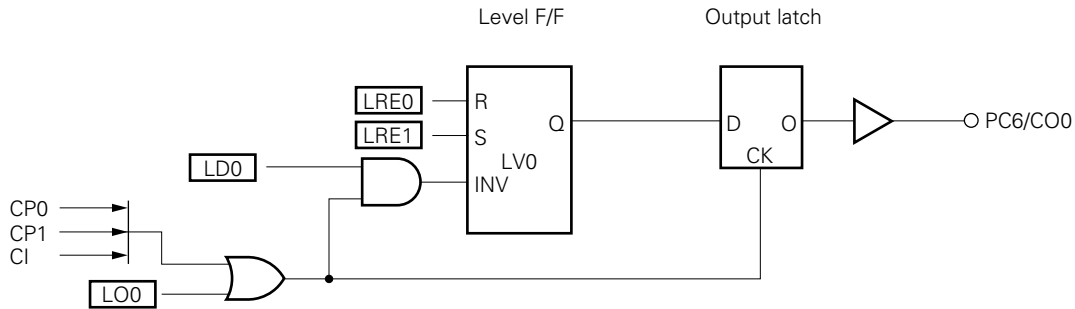 Level F/F
Output latch
LRE0
R
LRE1
S
Q
D
O
PC6/CO0
LV0
CK
LD0
INV
CP0
CP1
CI
LO0